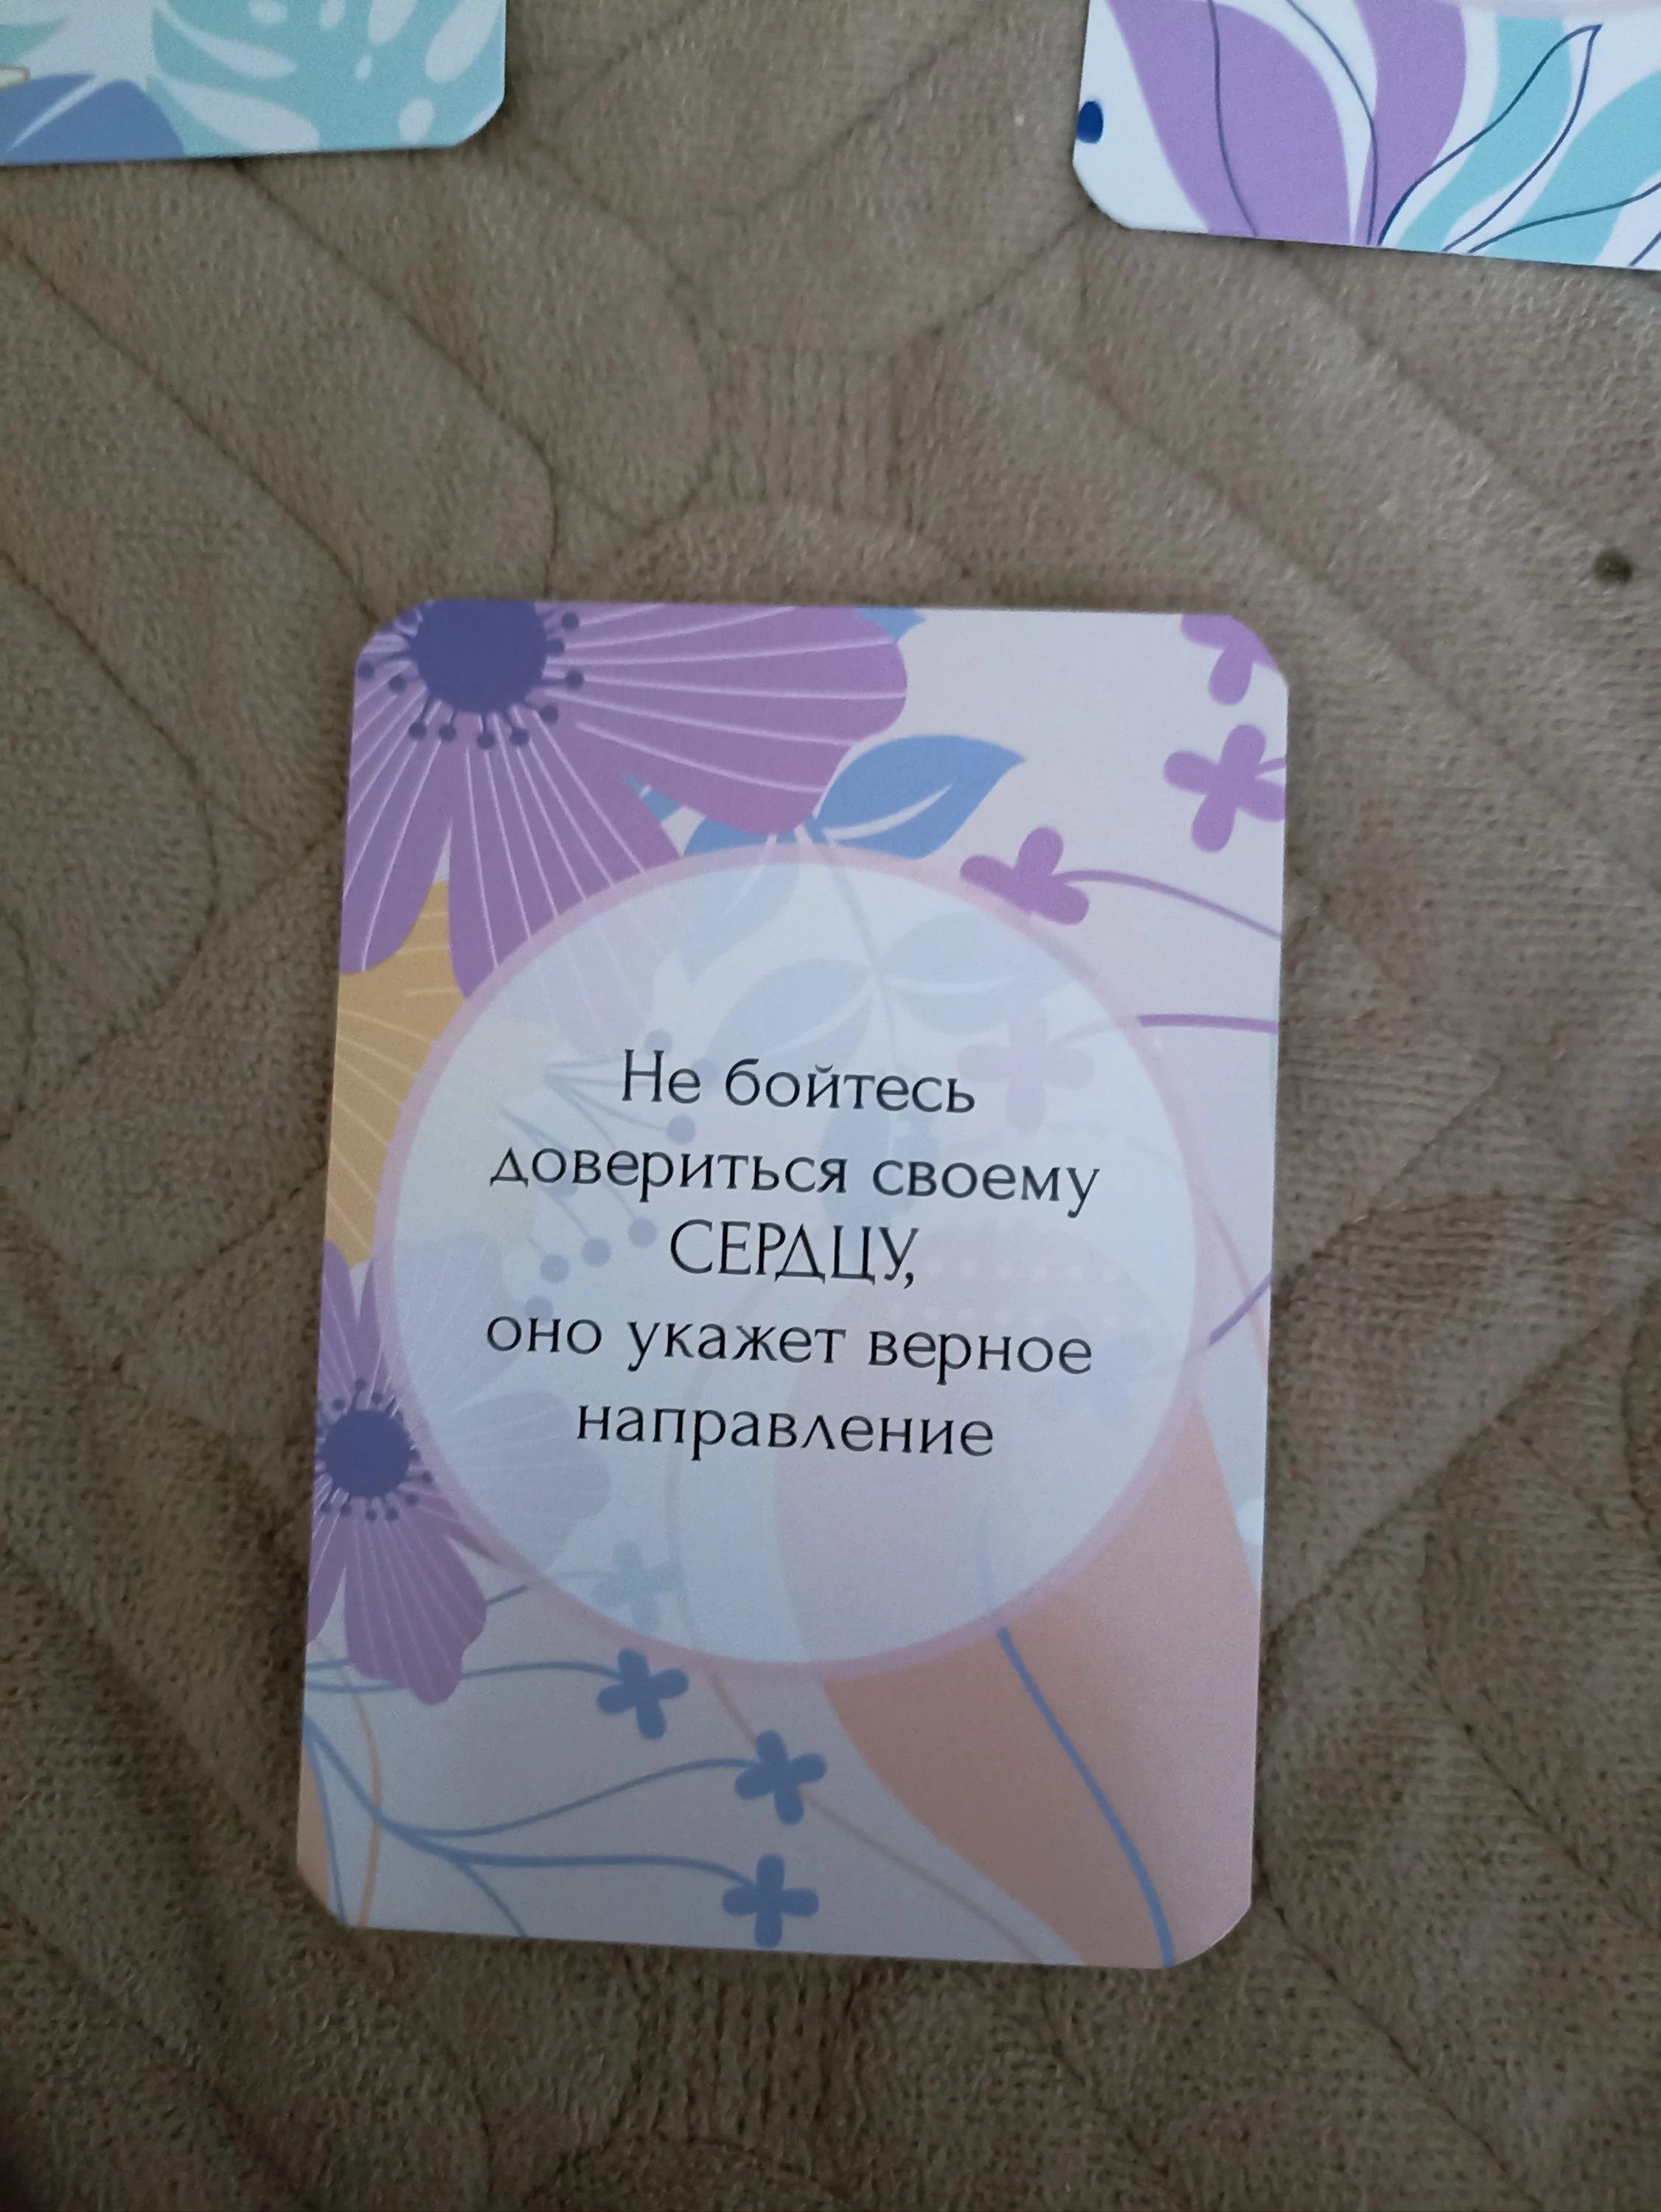 Не бойтесь
довериться своему
СЕРДЦУ,
оно укажет верное
направление